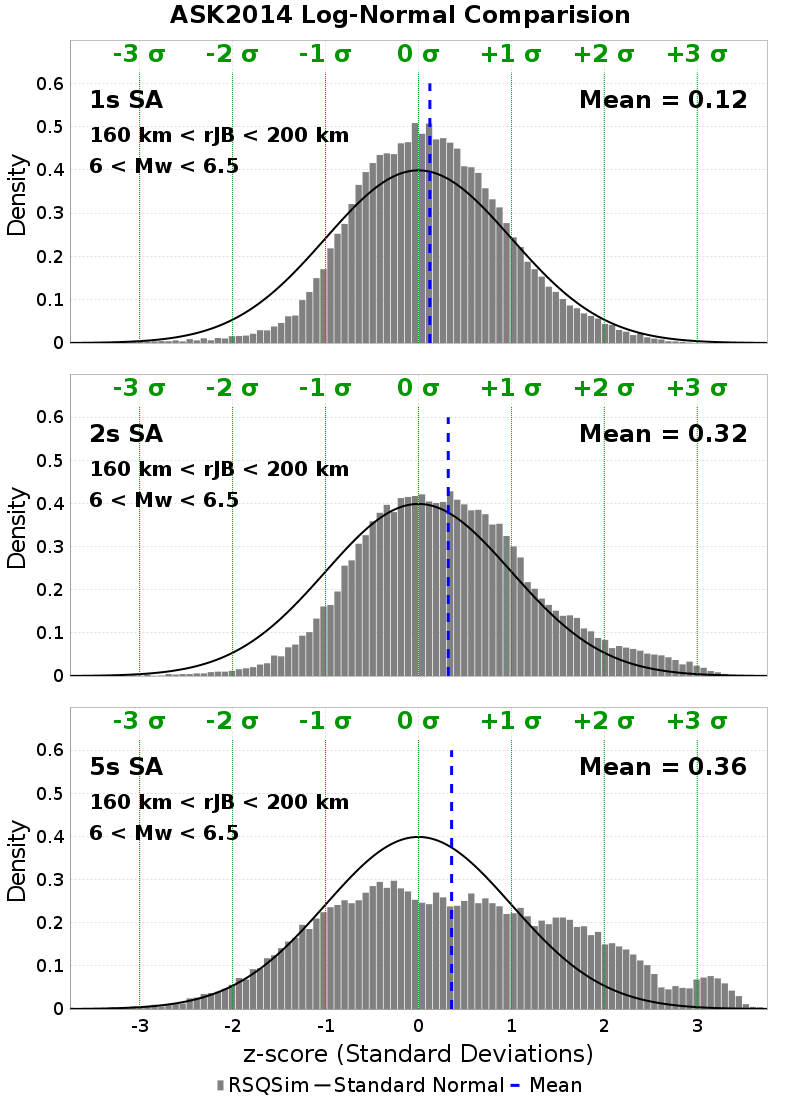 ASK2014 Log-Normal Comparision
-3 σ -2 σ -1 σ 0 σ +1 σ +2 σ +3 σ
0.6
1s SA Mean = 0.12
0.5
160 km < rJB < 200 km
6 < Mw < 6.5
0.4
0.3
0.2
0.1
0
Density
-3 σ -2 σ -1 σ 0 σ +1 σ +2 σ +3 σ
0.6
2s SA Mean = 0.32
0.5
160 km < rJB < 200 km
6 < Mw < 6.5
0.4
0.3
0.2
0.1
0
Density
-3 σ -2 σ -1 σ 0 σ +1 σ +2 σ +3 σ
0.6
5s SA Mean = 0.36
0.5
160 km < rJB < 200 km
6 < Mw < 6.5
0.4
0.3
0.2
0.1
0
Density
-3 -2 -1 0 1 2 3
z-score (Standard Deviations)
RSQSim Standard Normal Mean